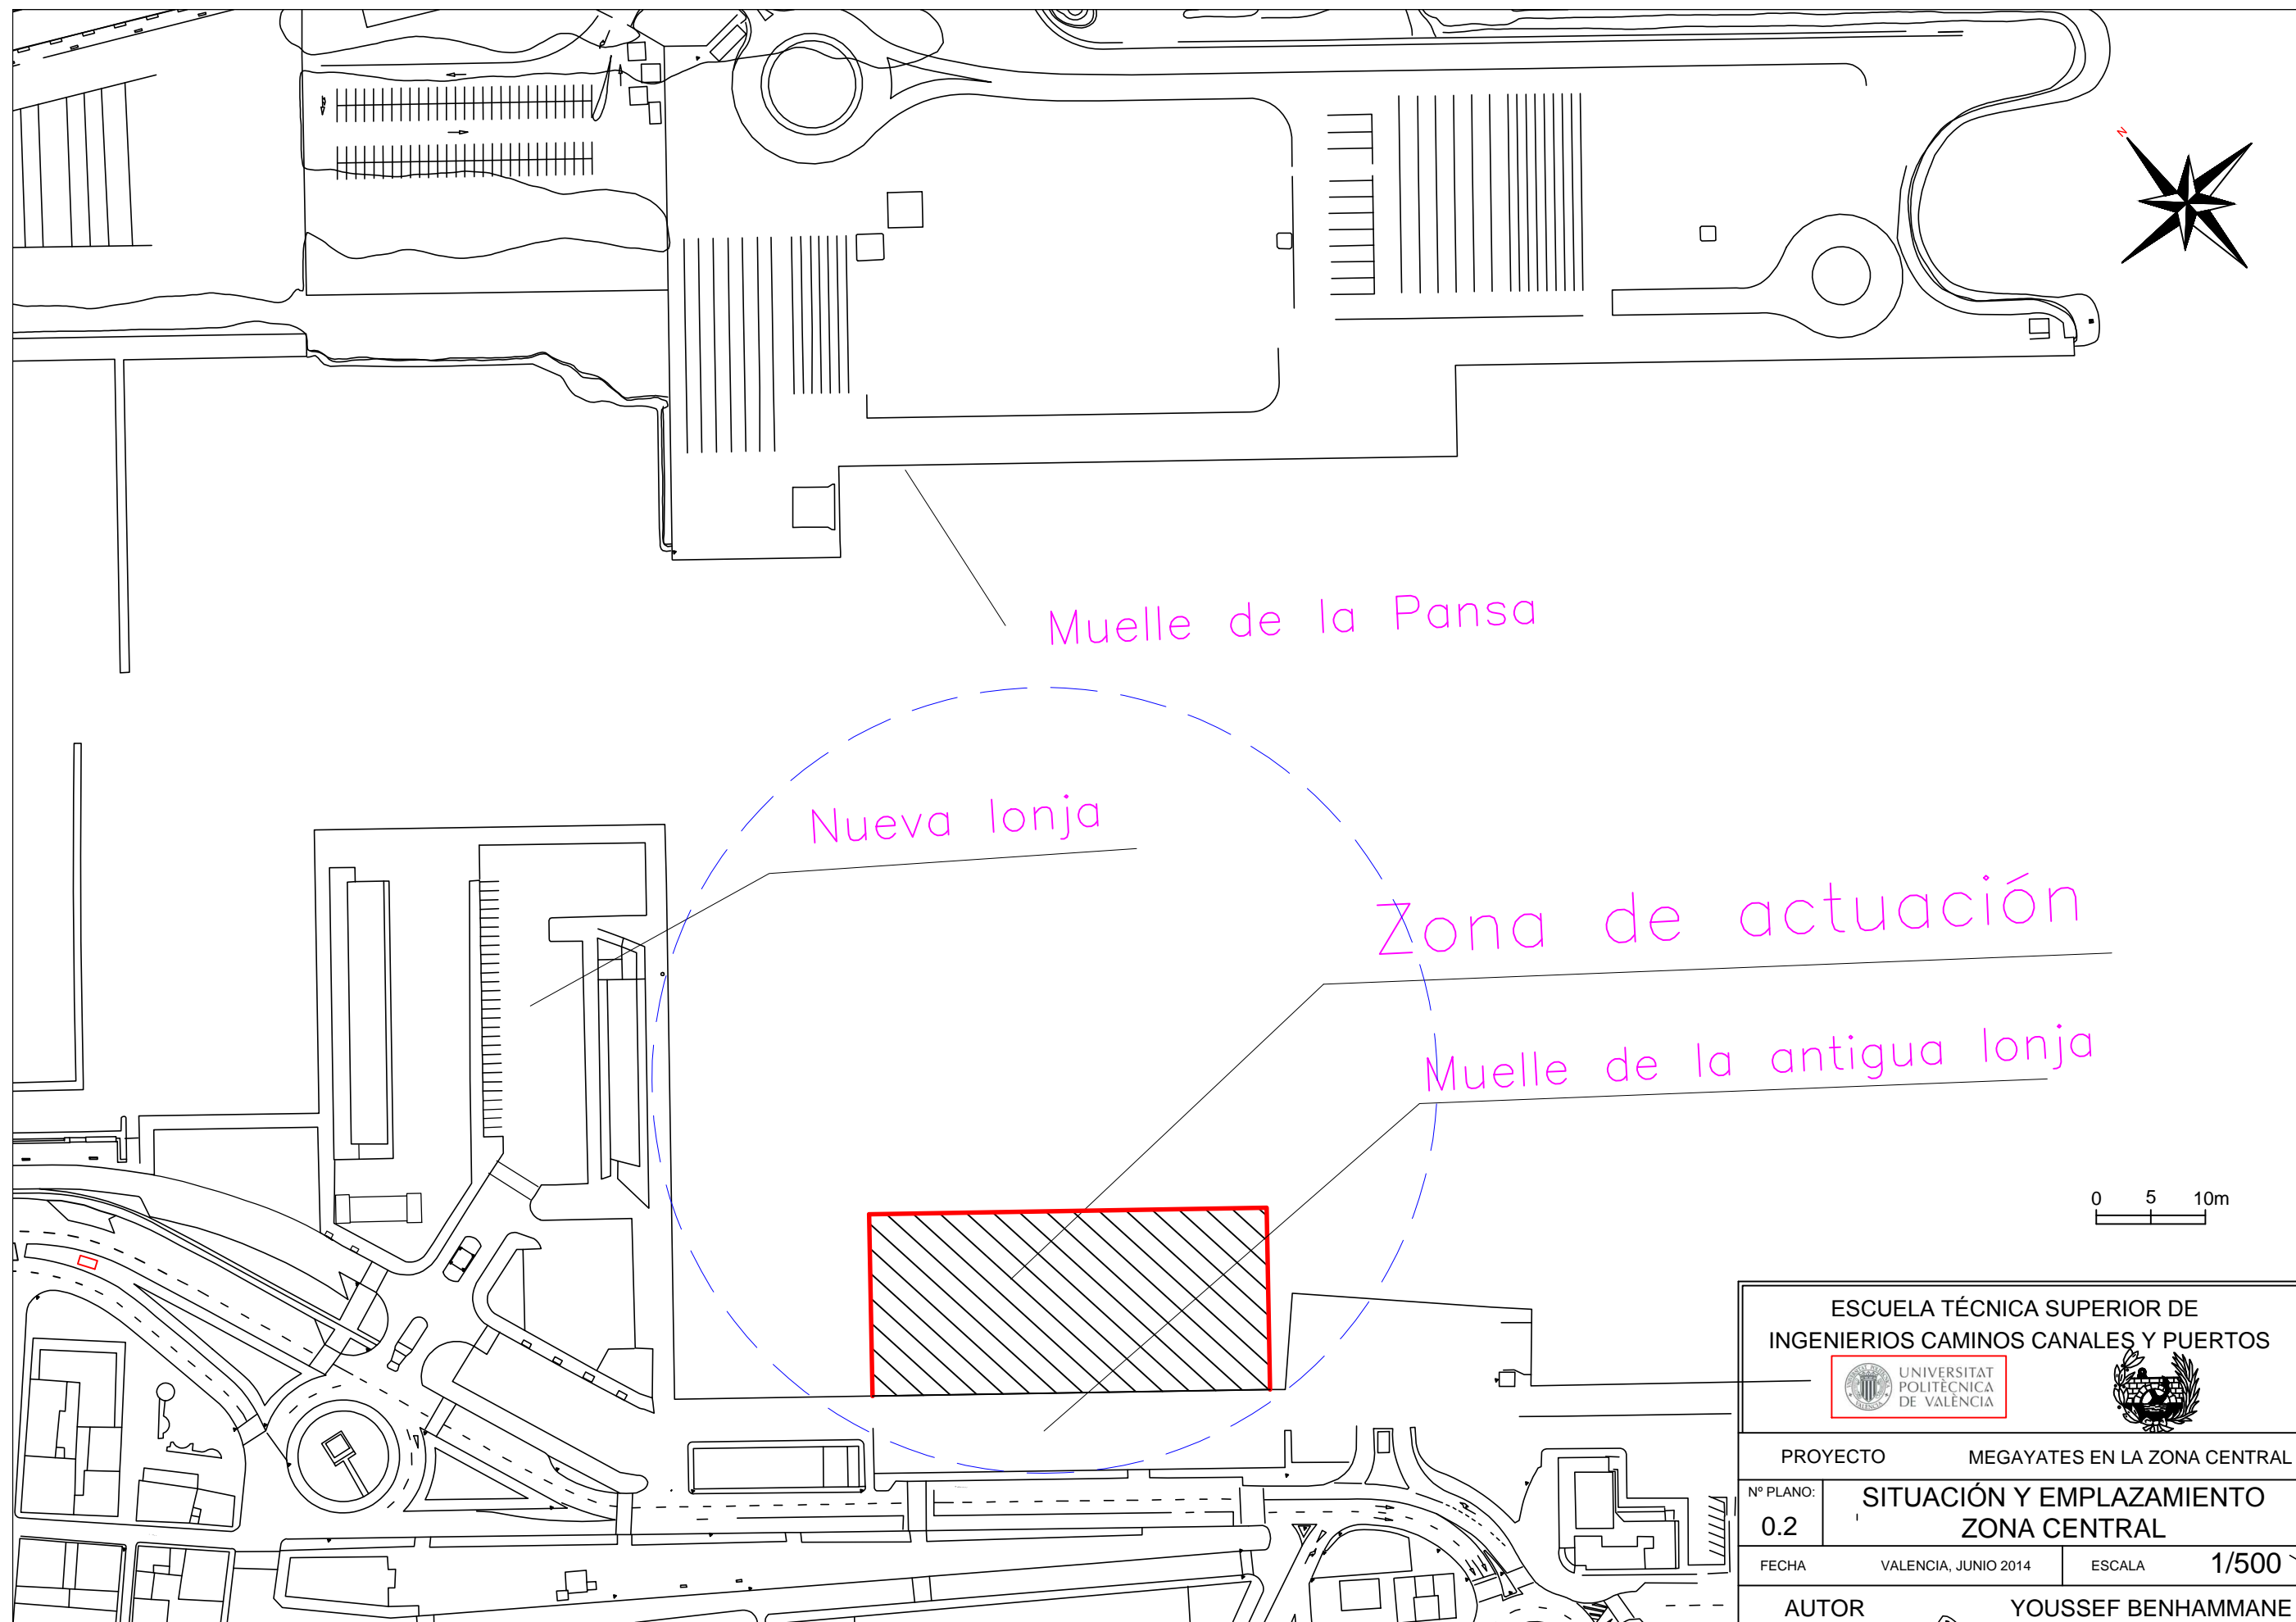 N
Muelle de la Pansa
Nueva lonja
Zona de actuación
Muelle de la antigua lonja
0 5 10m
ESCUELA TÉCNICA SUPERIOR DE
INGENIERIOS CAMINOS CANALES Y PUERTOS
UNIVERSITAT
POLITÈCNICA
DE VALÈNCIA
PROYECTO MEGAYATES EN LA ZONA CENTRAL
Nº PLANO:
0.2
SITUACIÓN Y EMPLAZAMIENTO
ZONA CENTRAL
FECHA VALENCIA, JUNIO 2014 ESCALA 1/500
AUTOR YOUSSEF BENHAMMANE